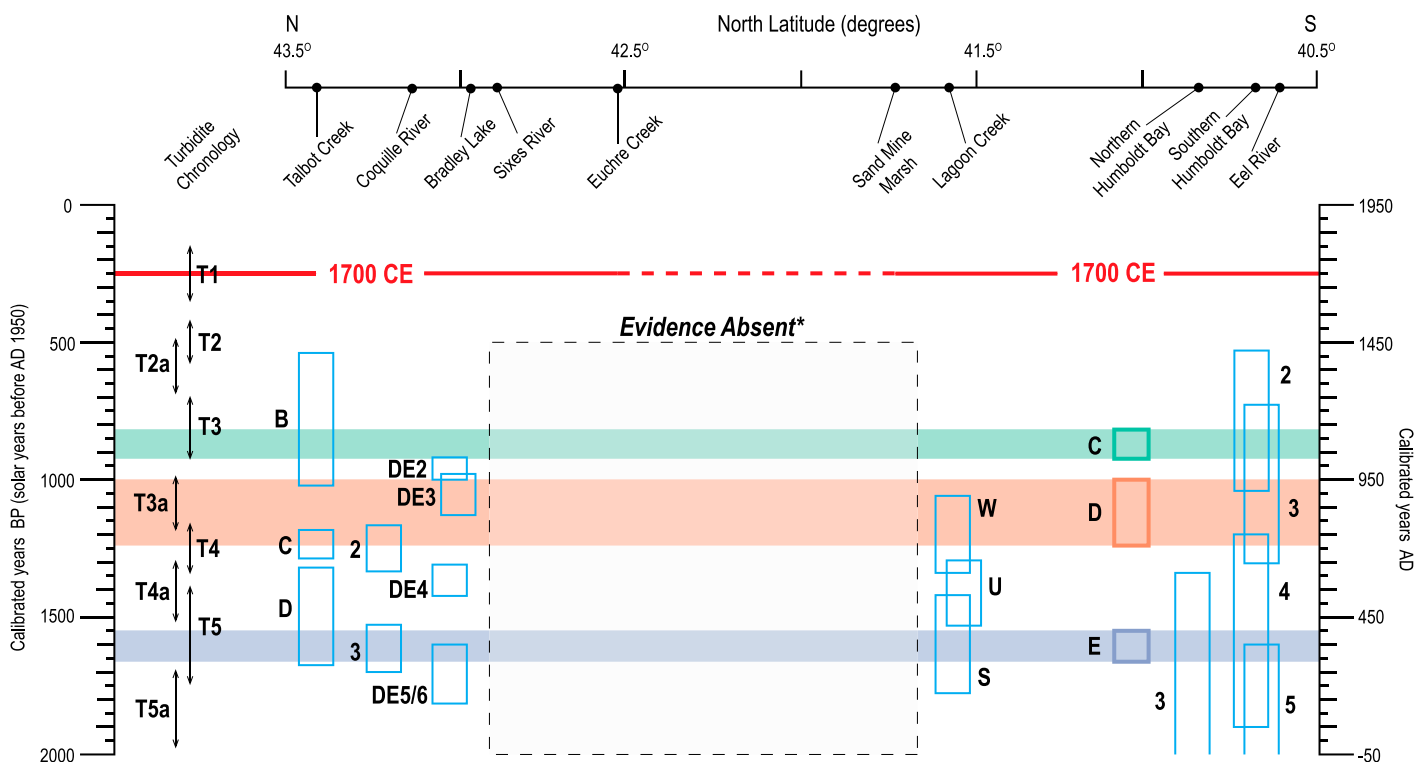 N
North Latitude (degrees)
S
43.5°
42.5°
41.5°
40.5°
Turbidite
Chronology
Talbot Creek
Coquille River
Bradley Lake
Sixes River
Euchre Creek
Sand Mine
Marsh
Lagoon Creek
Northern
Humboldt Bay
Southern
Humboldt Bay
Eel River
0
500
1000
1500
2000
Calibrated years BP (solar years before AD 1950)
1950
1450
950
450
-50
Calibrated years AD
T1
T2
T2a
T3
T3a
T4
T4a
T5
T5a
1700 CE
1700 CE
Evidence Absent*
B
C
D
2
3
DE2
DE3
DE4
DE5/6
W
U
S
C
D
E
3
2
3
4
5